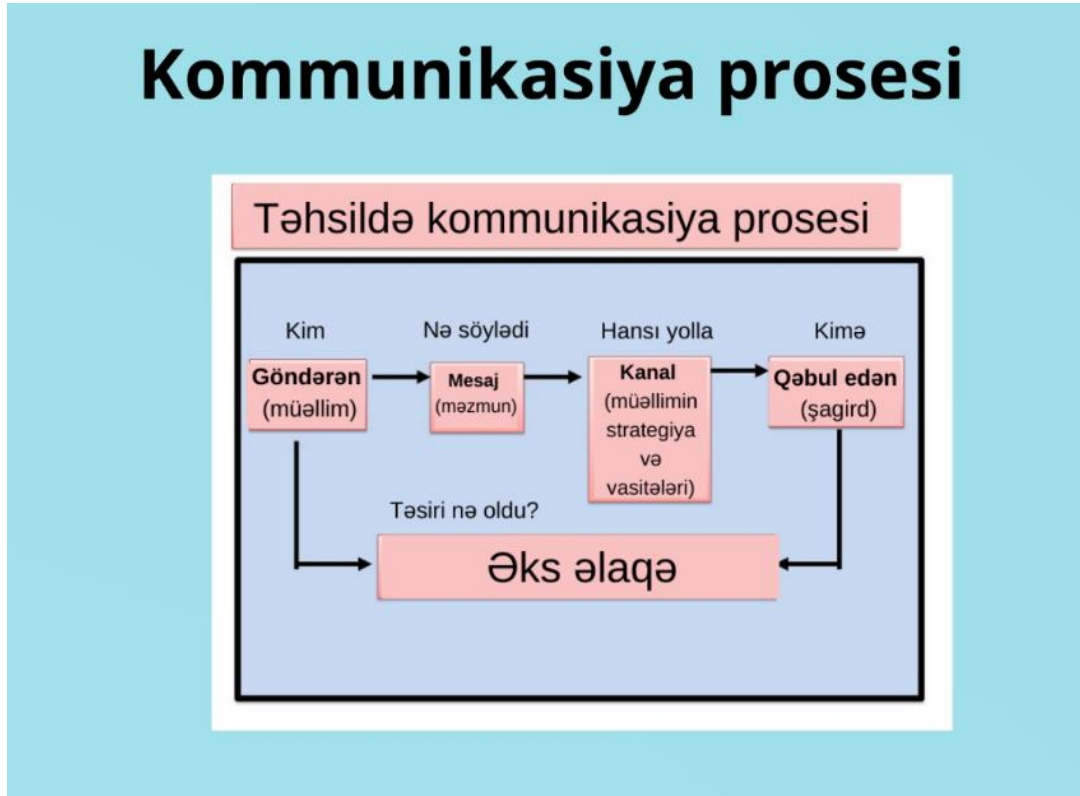 Kommunikasiya prosesi
Təhsildə kommunikasiya prosesi
Kim
Nə söylədi
Hansı yolla
Kimə
Göndərən
(müəllim)
Mesaj
(məzmun)
Kanal
(müəllimin
strategiya
və
vasitələri)
Qəbul edən
(şagird)
Təsiri nə oldu?
Əks əlaqə